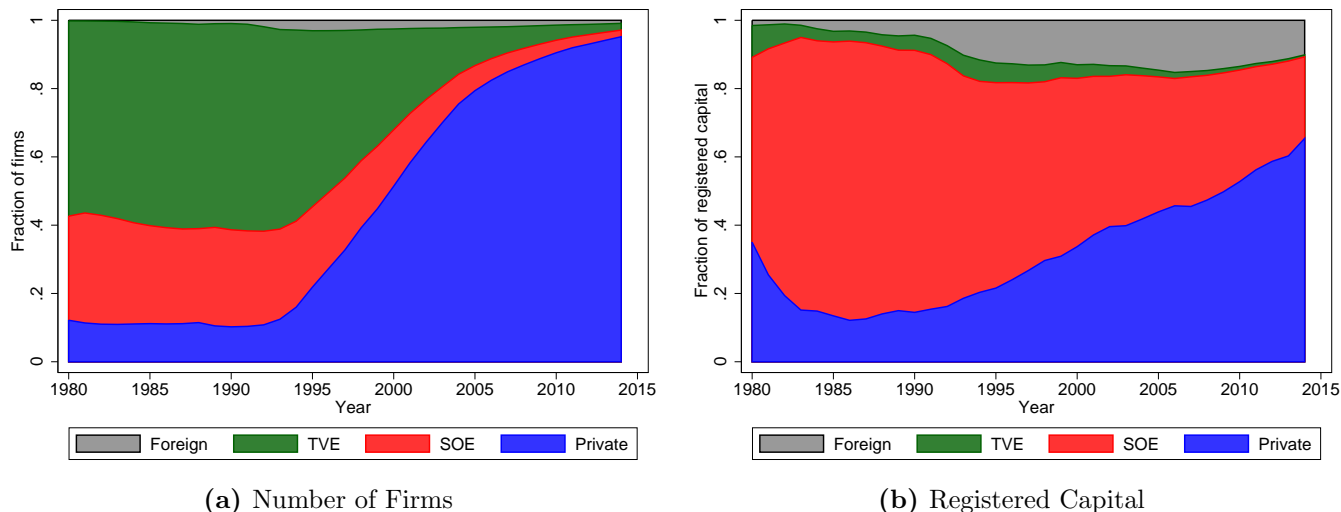 Fraction of firms
0 .2 .4 .6 .8 1
1980 1985 1990 1995 2000 2005 2010 2015
Year
Foreign TVE SOE Private
(a) Number of Firms
Fraction of registered capital
0 .2 .4 .6 .8 1
1980 1985 1990 1995 2000 2005 2010 2015
Year
Foreign TVE SOE Private
(b) Registered Capital